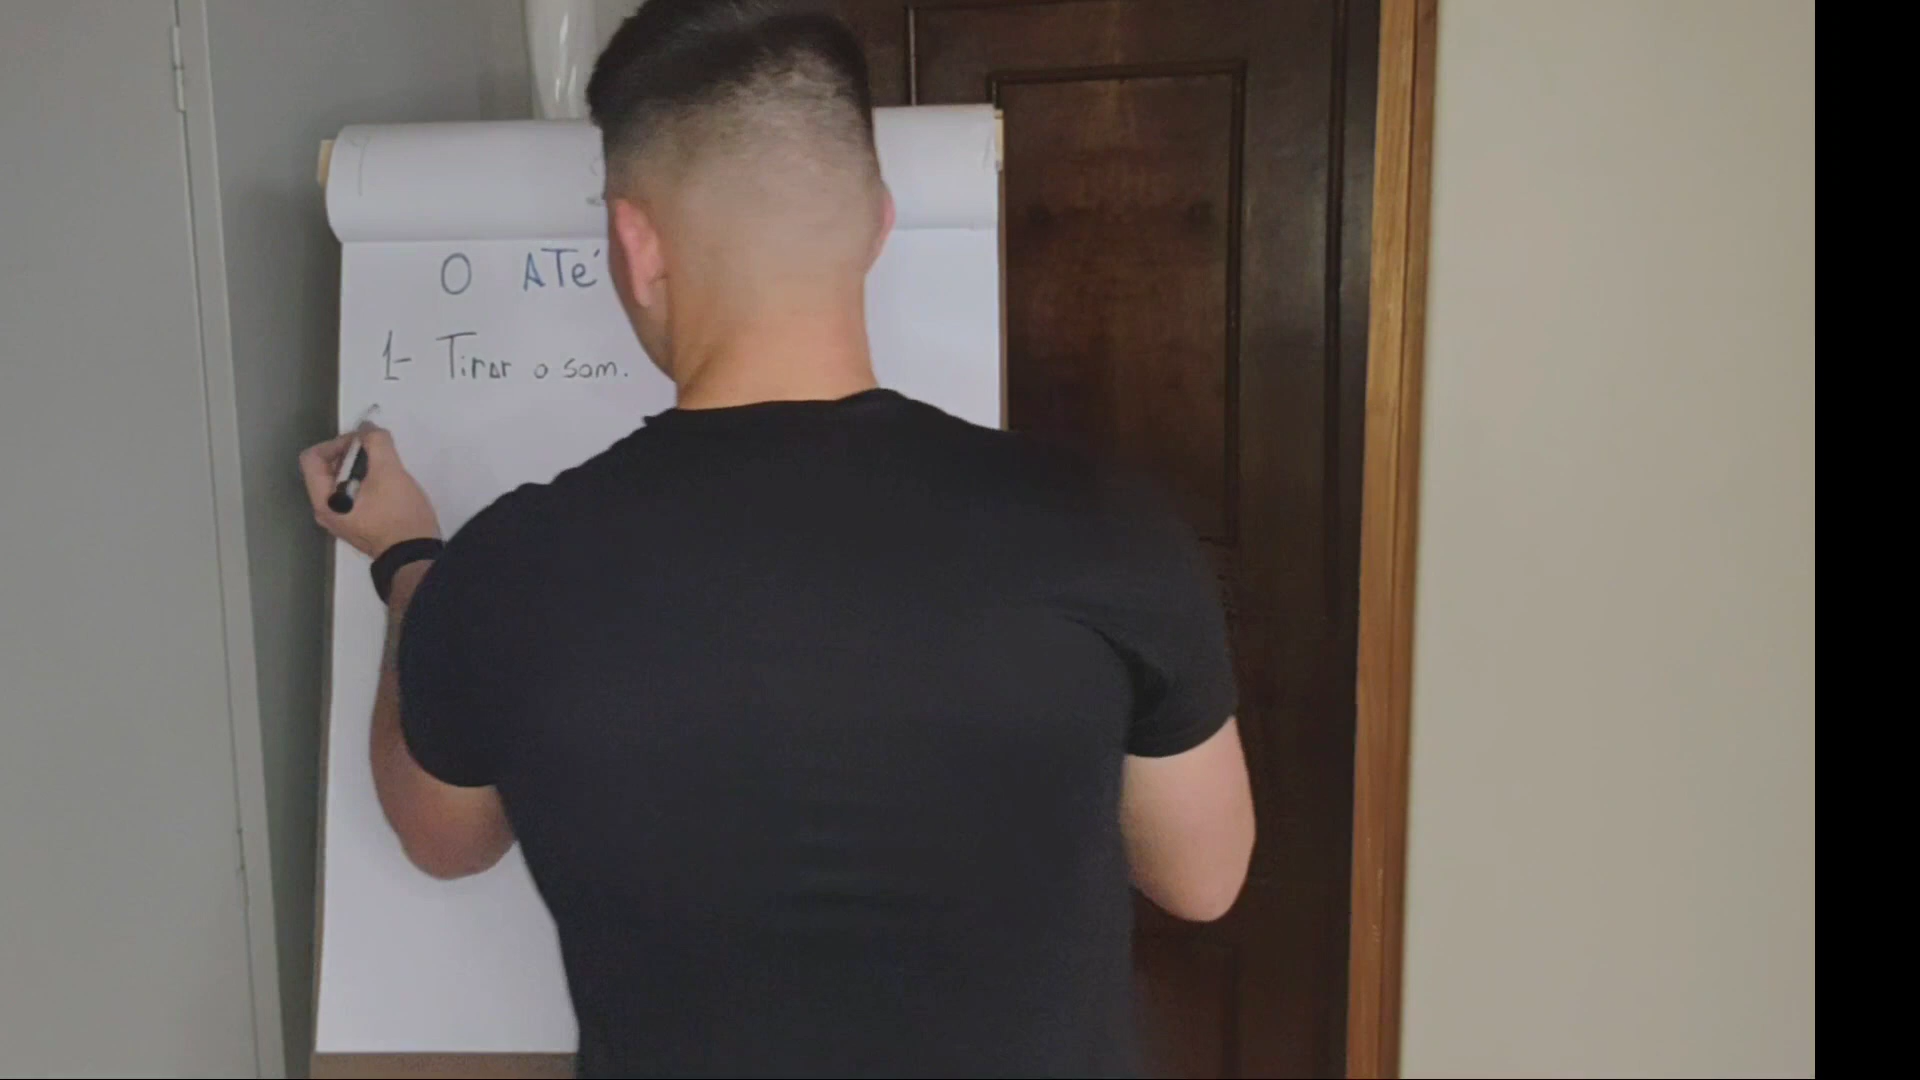 O ATé
1- Tirar o som.